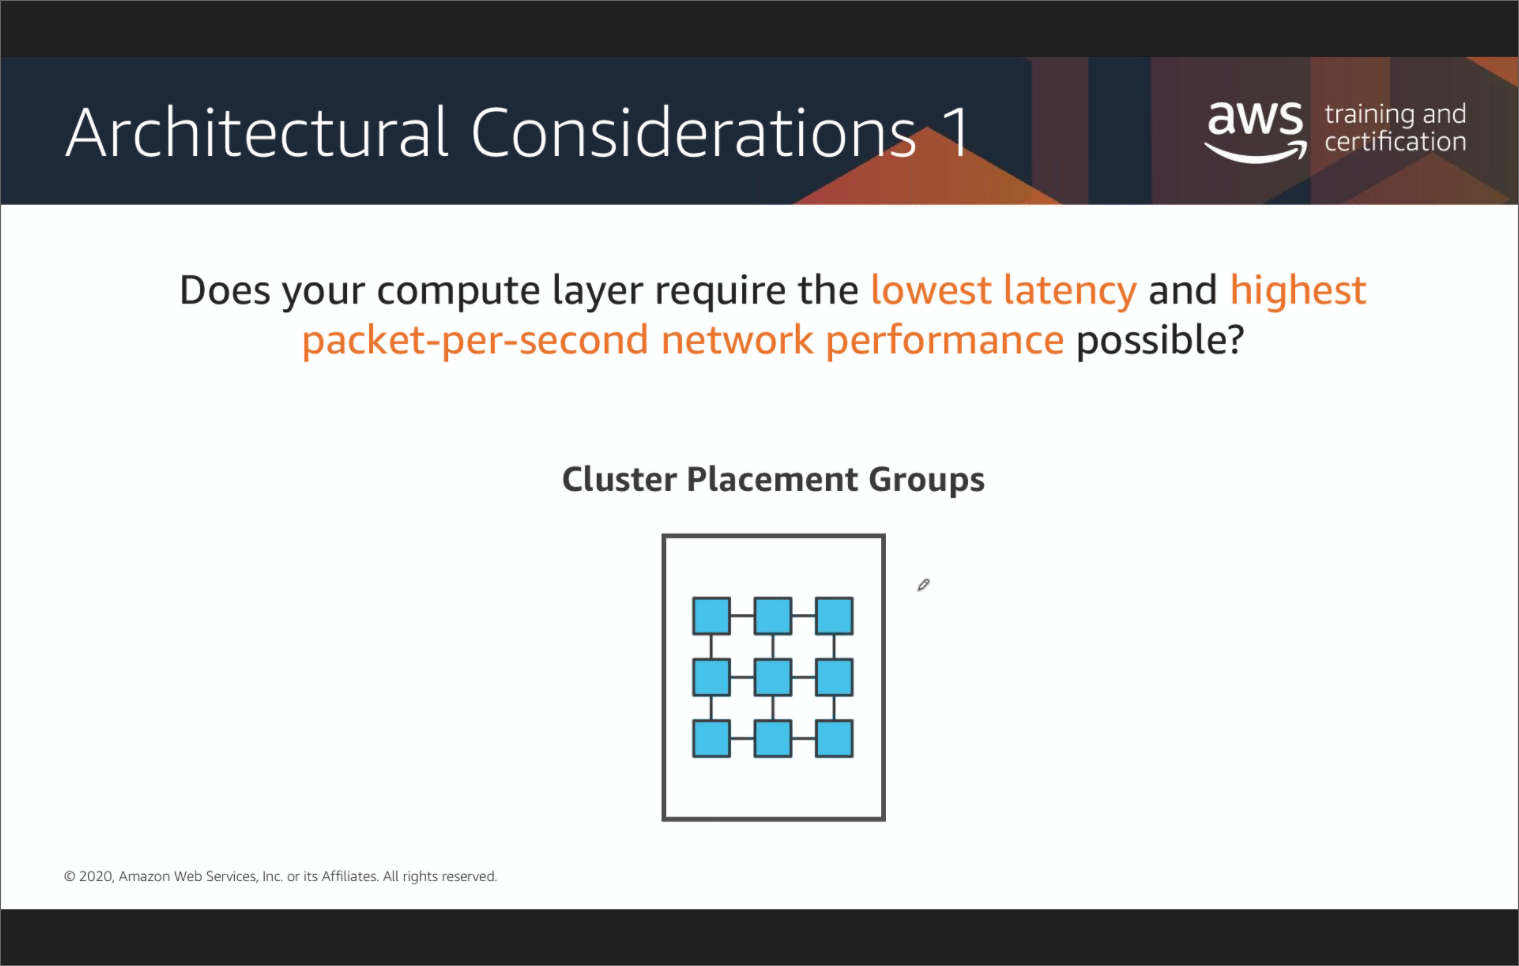 Architectural Considerations 1
aws training and
certification
Does your compute layer require the lowest latency and highest
packet-per-second network performance possible?
Cluster Placement Groups
© 2020, Amazon Web Services, Inc. or its Affiliates. All rights reserved.